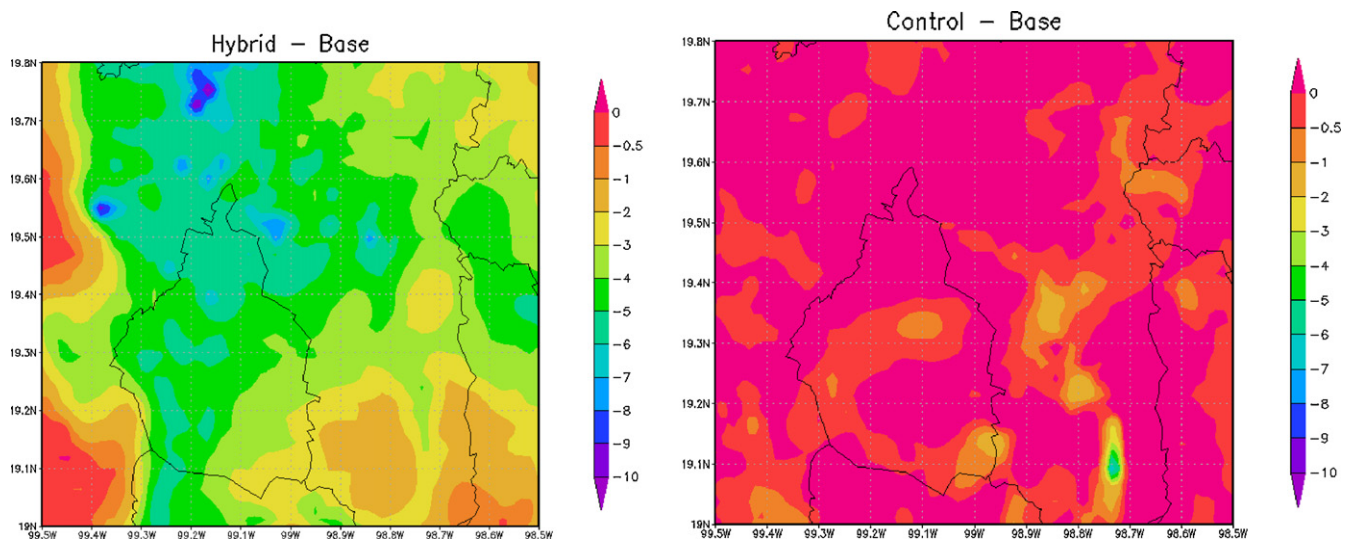 Hybrid – Base
19.8N
19.7N
19.6N
19.5N
19.4N
19.3N
19.2N
19.1N
19N
99.5W 99.4W 99.3W 99.2W 99.1W 99W 98.9W 98.8W 98.7W 98.6W 98.5W
0
-0.5
-1
-2
-3
-4
-5
-6
-7
-8
-9
-10
Control – Base
19.8N
19.7N
19.6N
19.5N
19.4N
19.3N
19.2N
19.1N
19N
99.5W 99.4W 99.3W 99.2W 99.1W 99W 98.9W 98.8W 98.7W 98.6W 98.5W
0
-0.5
-1
-2
-3
-4
-5
-6
-7
-8
-9
-10